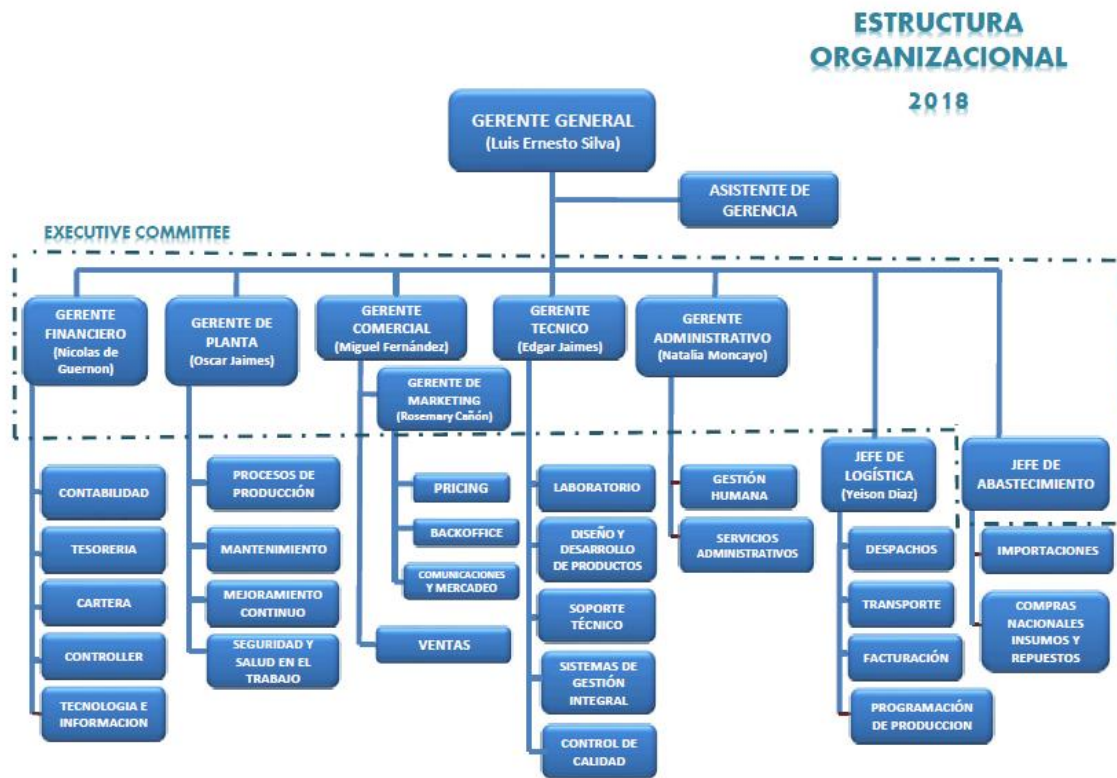 ESTRUCTURA
ORGANIZACIONAL
2018
GERENTE GENERAL
(Luis Ernesto Silva)
ASISTENTE DE
GERENCIA
EXECUTIVE COMMITTEE
GERENTE
FINANCIERO
(Nicolas de
Guernon)
GERENTE DE
PLANTA
(Oscar Jaimes)
GERENTE
COMERCIAL
(Miguel Fernández)
GERENTE
TECNICO
(Edgar Jaimes)
GERENTE
ADMINISTRATIVO
(Natalia Moncayo)
GERENTE DE
MARKETING
(Rosemary Cañón)
JEFE DE
LOGÍSTICA
(Yeison Diaz)
JEFE DE
ABASTECIMIENTO
CONTABILIDAD
TESORERIA
CARTERA
CONTROLLER
TECNOLOGIA E
INFORMACION
PROCESOS DE
PRODUCCIÓN
MANTENIMIENTO
MEJORAMIENTO
CONTINUO
SEGURIDAD Y
SALUD EN EL
TRABAJO
PRICING
BACKOFFICE
COMUNICACIONES
Y MERCADEO
VENTAS
LABORATORIO
DISEÑO Y
DESARROLLO
DE PRODUCTOS
SOPORTE
TÉCNICO
SISTEMAS DE
GESTIÓN
INTEGRAL
CONTROL DE
CALIDAD
GESTIÓN
HUMANA
SERVICIOS
ADMINISTRATIVOS
DESPACHOS
TRANSPORTE
FACTURACIÓN
PROGRAMACIÓN
DE PRODUCCION
IMPORTACIONES
COMPRAS
NACIONALES
INSUMOS Y
REPUESTOS